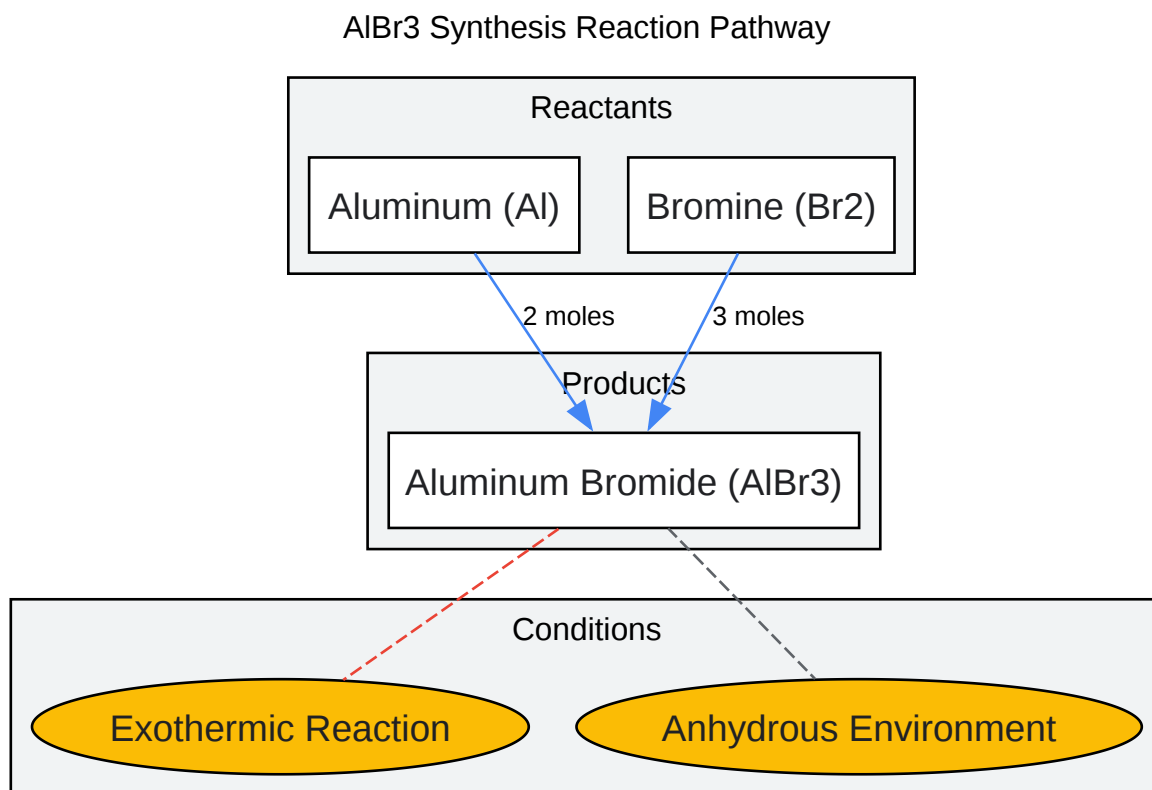 AlBr3 Synthesis Reaction Pathway
Reactants
Aluminum (Al)
Bromine (Br2)
2 moles
3 moles
Products
Aluminum Bromide (AlBr3)
Conditions
Exothermic Reaction
Anhydrous Environment